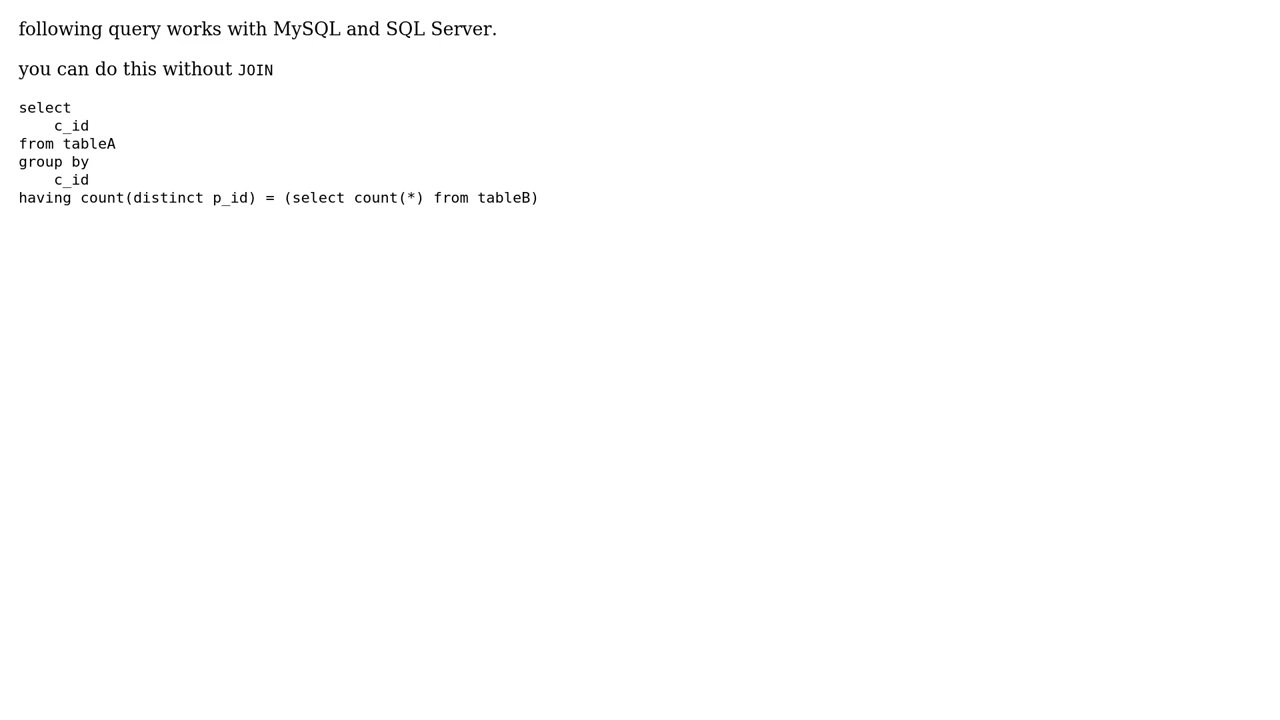 following query works with MySQL and SQL Server.
you can do this without JOIN
select
    c_id
from tableA
group by
    c_id
having count(distinct p_id) = (select count(*) from tableB)